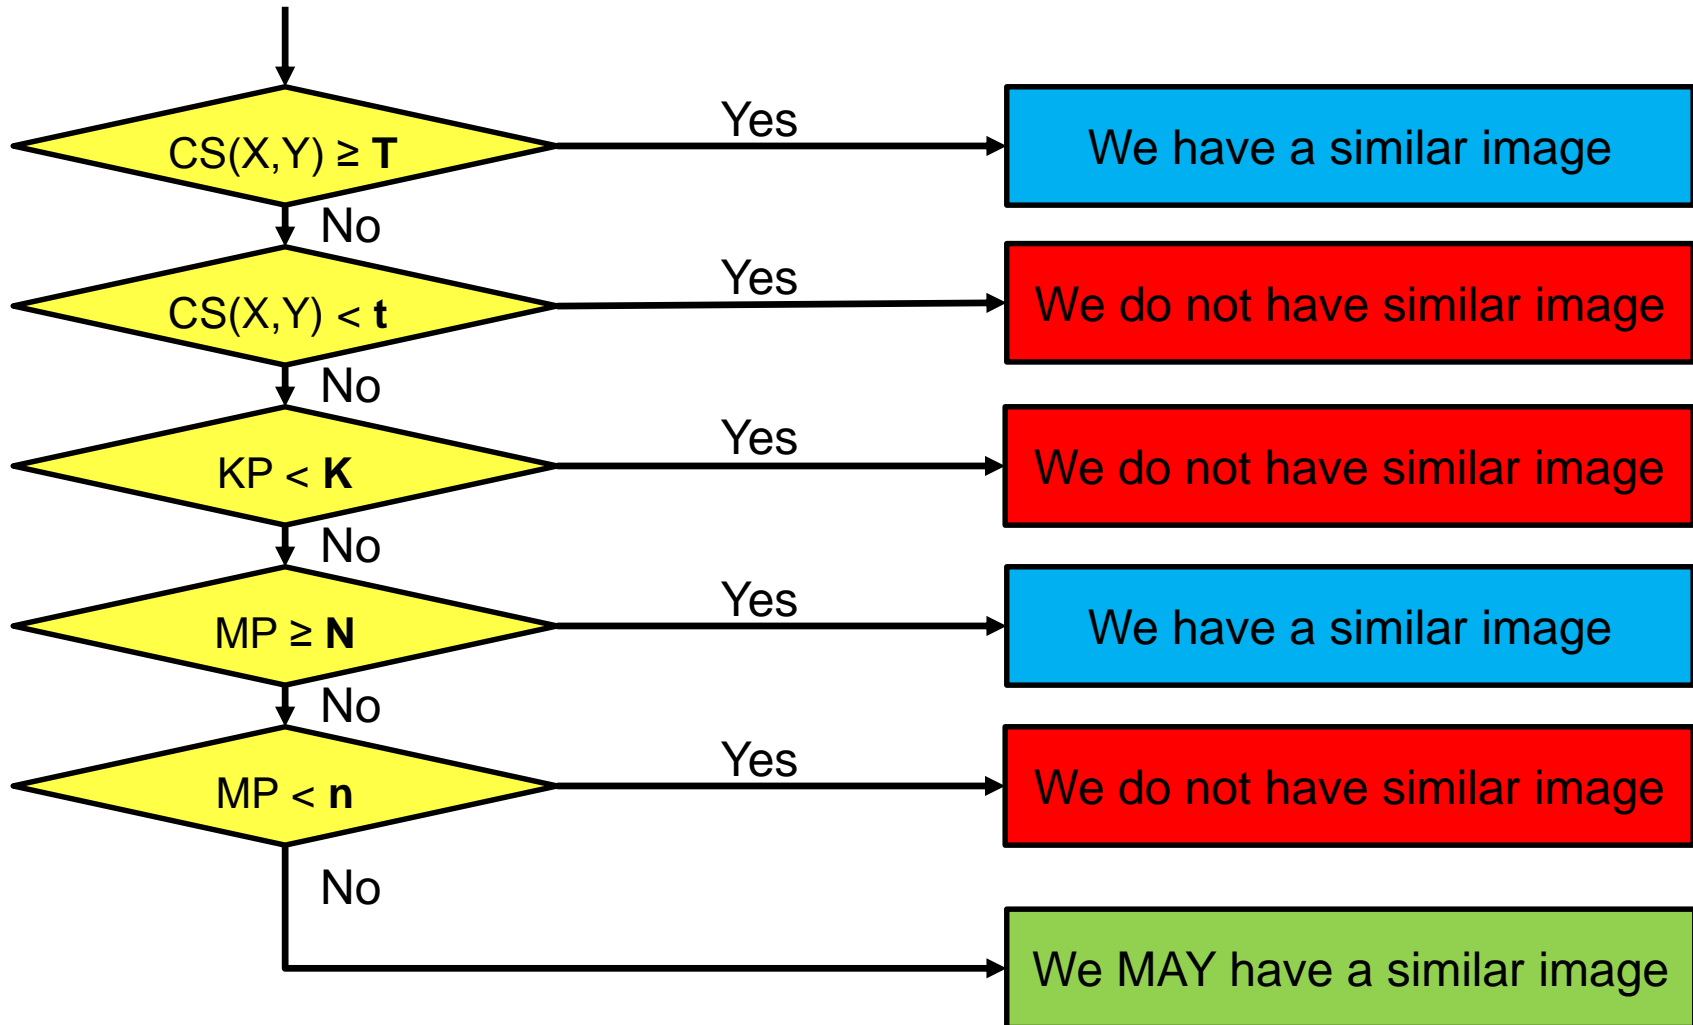 CS(X,Y) ≥ T
Yes
We have a similar image
No
CS(X,Y) < t
Yes
We do not have similar image
No
KP < K
Yes
We do not have similar image
No
MP ≥ N
Yes
We have a similar image
No
MP < n
Yes
We do not have similar image
No
We MAY have a similar image